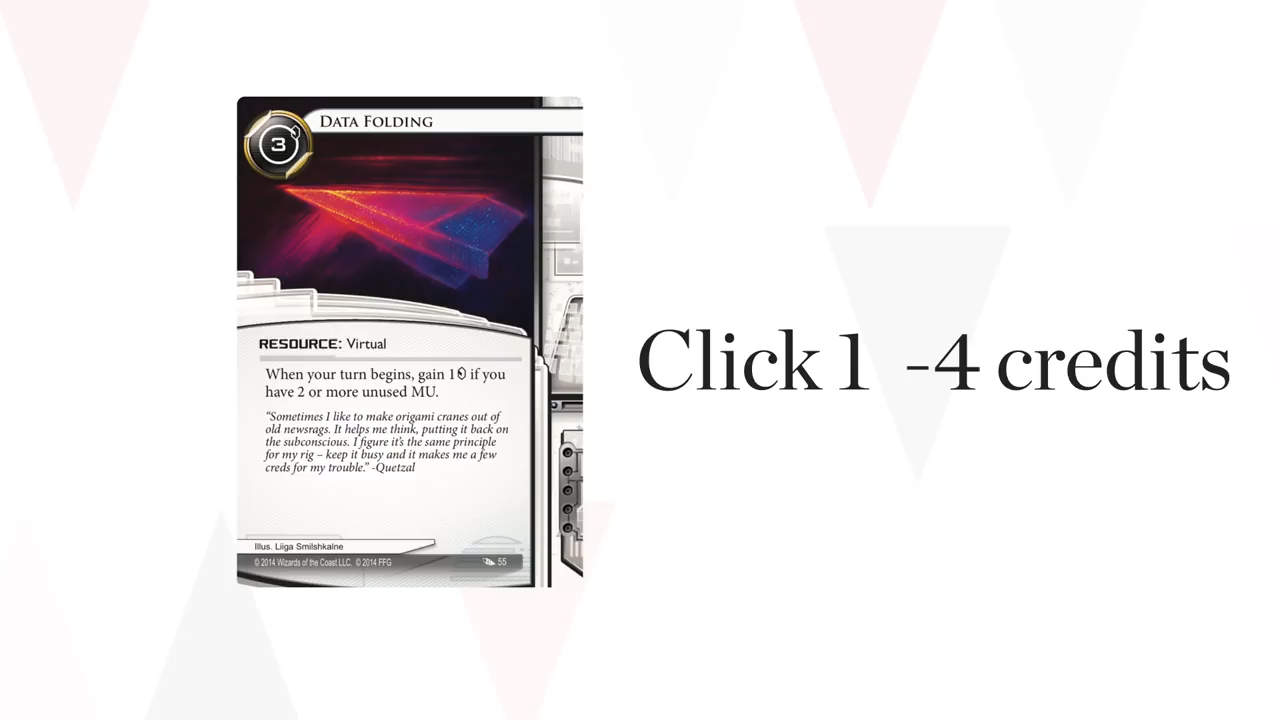 DATA FOLDING
3
RESOURCE: Virtual
When your turn begins, gain 1 if you
have 2 or more unused MU.
“Sometimes I like to make origami cranes out of
old newsrags. It helps me think, putting it back on
the subconscious. I figure it’s the same principle
for my rig – keep it busy and it makes me a few
creds for my trouble.” -Quetzal
Illus. Liiga Smilshkalne
© 2014 Wizards of the Coast LLC. © 2014 FFG
55
Click 1 -4 credits